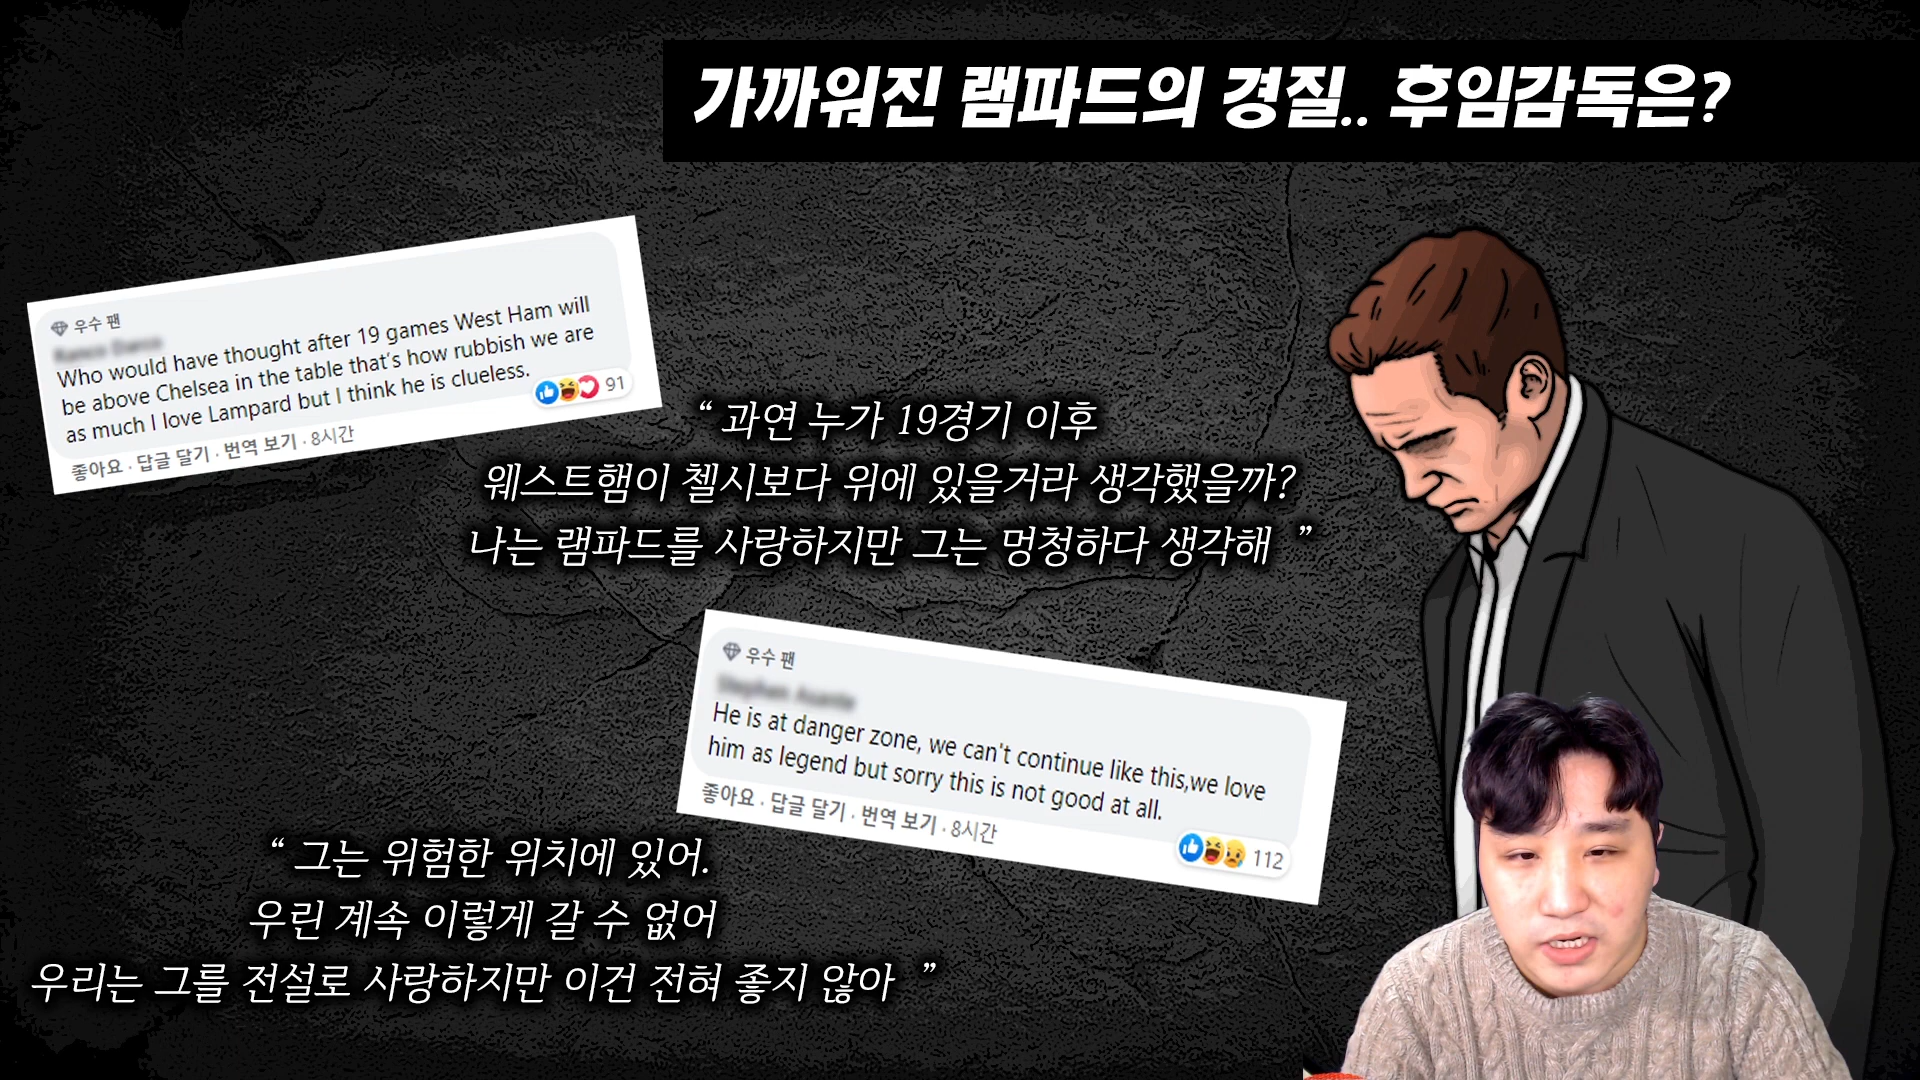 가까워진 램파드의 경질.. 후임감독은?
우수 팬
Who would have thought after 19 games West Ham will
be above Chelsea in the table that's how rubbish we are
as much I love Lampard but I think he is clueless.
91
좋아요 · 답글 달기 · 번역 보기 · 8시간
“ 과연 누가 19경기 이후
웨스트햄이 첼시보다 위에 있을거라 생각했을까?
나는 램파드를 사랑하지만 그는 멍청하다 생각해 ”
우수 팬
He is at danger zone, we can't continue like this,we love
him as legend but sorry this is not good at all.
좋아요 · 답글 달기 · 번역 보기 · 8시간
112
“ 그는 위험한 위치에 있어.
우린 계속 이렇게 갈 수 없어
우리는 그를 전설로 사랑하지만 이건 전혀 좋지 않아 ”